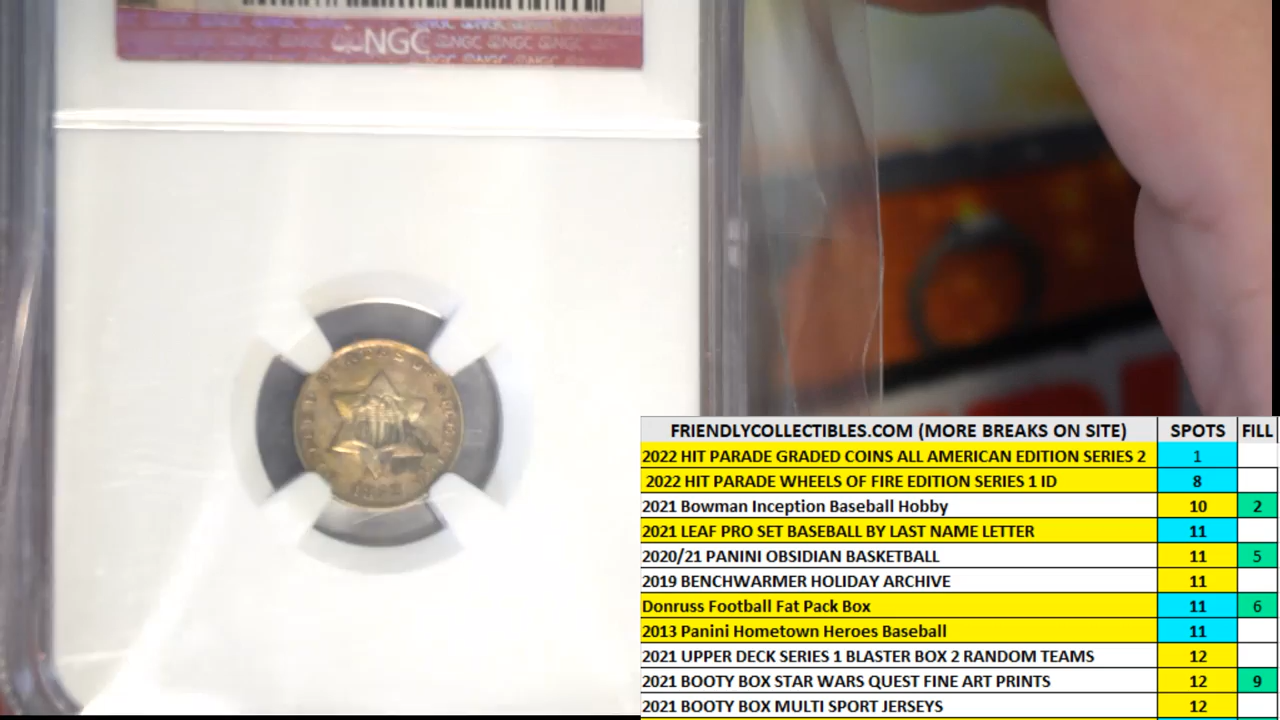 NGC NGC NGC NGC
FRIENDLYCOLLECTIBLES.COM (MORE BREAKS ON SITE) SPOTS FILL
2022 HIT PARADE GRADED COINS ALL AMERICAN EDITION SERIES 2 1
2022 HIT PARADE WHEELS OF FIRE EDITION SERIES 1 ID 8
2021 Bowman Inception Baseball Hobby 10 2
2021 LEAF PRO SET BASEBALL BY LAST NAME LETTER 11
2020/21 PANINI OBSIDIAN BASKETBALL 11 5
2019 BENCHWARMER HOLIDAY ARCHIVE 11
Donruss Football Fat Pack Box 11 6
2013 Panini Hometown Heroes Baseball 11
2021 UPPER DECK SERIES 1 BLASTER BOX 2 RANDOM TEAMS 12
2021 BOOTY BOX STAR WARS QUEST FINE ART PRINTS 12 9
2021 BOOTY BOX MULTI SPORT JERSEYS 12